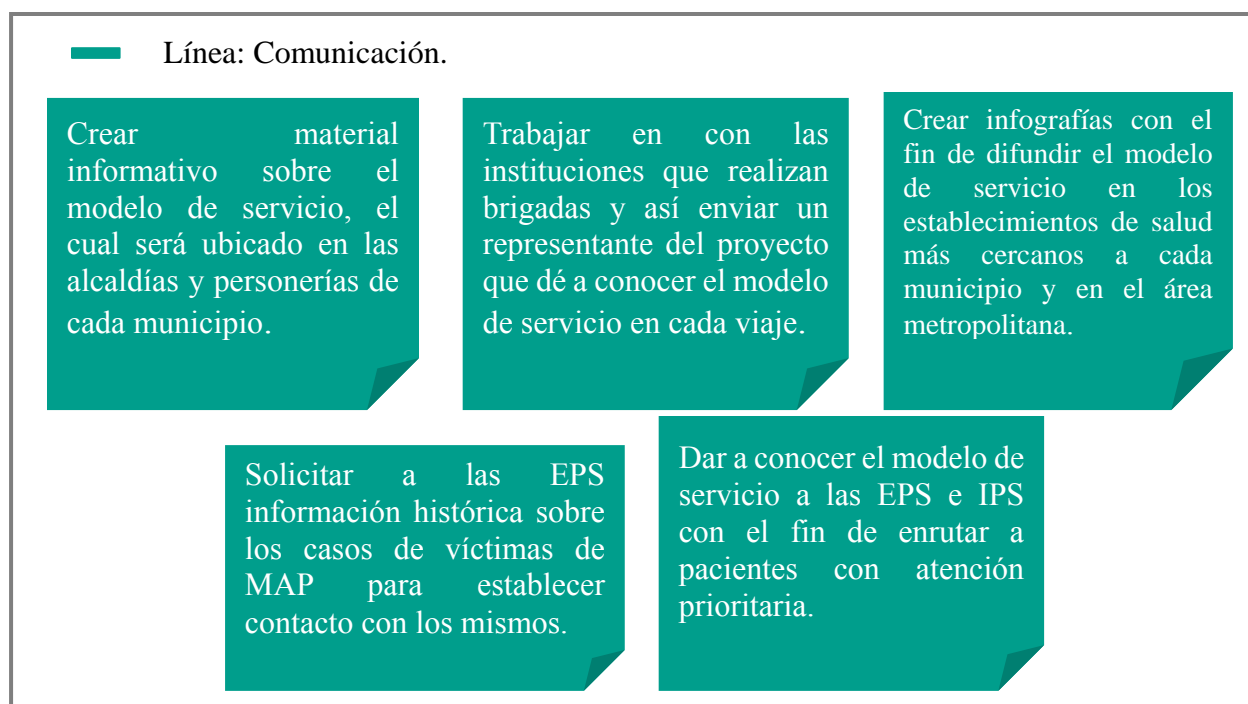 Línea: Comunicación.
Crear material
informativo sobre el
modelo de servicio, el
cual será ubicado en las
alcaldías y personerías de
cada municipio.
Trabajar en con las
instituciones que realizan
brigadas y así enviar un
representante del proyecto
que dé a conocer el modelo
de servicio en cada viaje.
Crear infografías con el
fin de difundir el modelo
de servicio en los
establecimientos de salud
más cercanos a cada
municipio y en el área
metropolitana.
Solicitar a las EPS
información histórica sobre
los casos de víctimas de
MAP para establecer
contacto con los mismos.
Dar a conocer el modelo de
servicio a las EPS e IPS
con el fin de enrutar a
pacientes con atención
prioritaria.